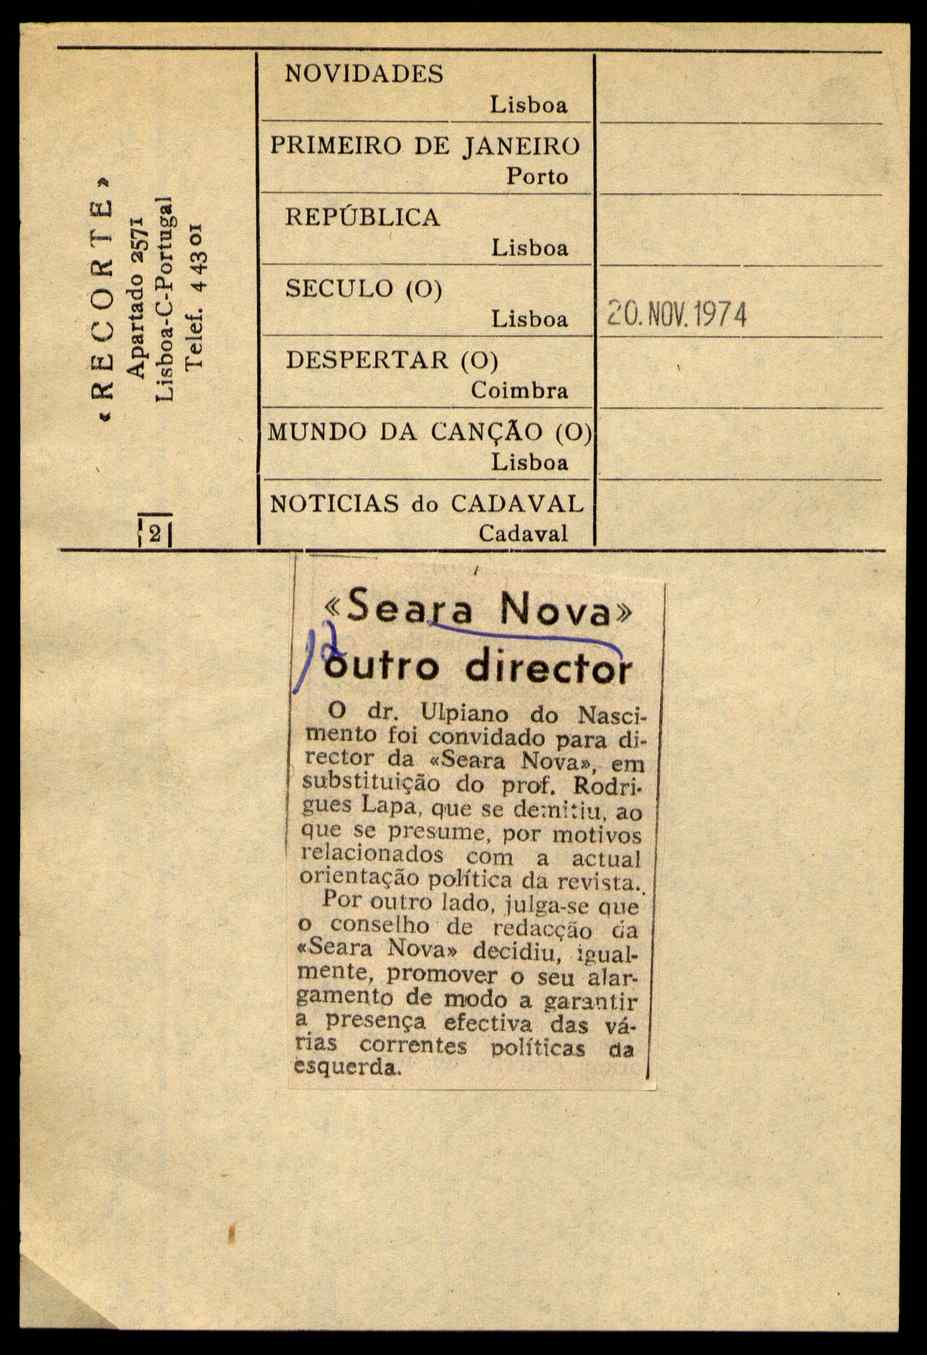 «RECORTE»
Apartado 2571
Lisboa-C-Portugal
Telef. 4 43 01
2
NOVIDADES
Lisboa
PRIMEIRO DE JANEIRO
Porto
REPÚBLICA
Lisboa
SECULO (O)
Lisboa
20. NOV. 1974
DESPERTAR (O)
Coimbra
MUNDO DA CANÇÃO (O)
Lisboa
NOTICIAS do CADAVAL
Cadaval
«Seara Nova»
outro director
O dr. Ulpiano do Nasci-
mento foi convidado para di-
rector da «Seara Nova», em
substituição do prof. Rodri-
gues Lapa, que se demitiu, ao
que se presume, por motivos
relacionados com a actual
orientação política da revista.
Por outro lado, julga-se que
o conselho de redacção da
«Seara Nova» decidiu, igual-
mente, promover o seu alar-
gamento de modo a garantir
a presença efectiva das vá-
rias correntes políticas da
esquerda.